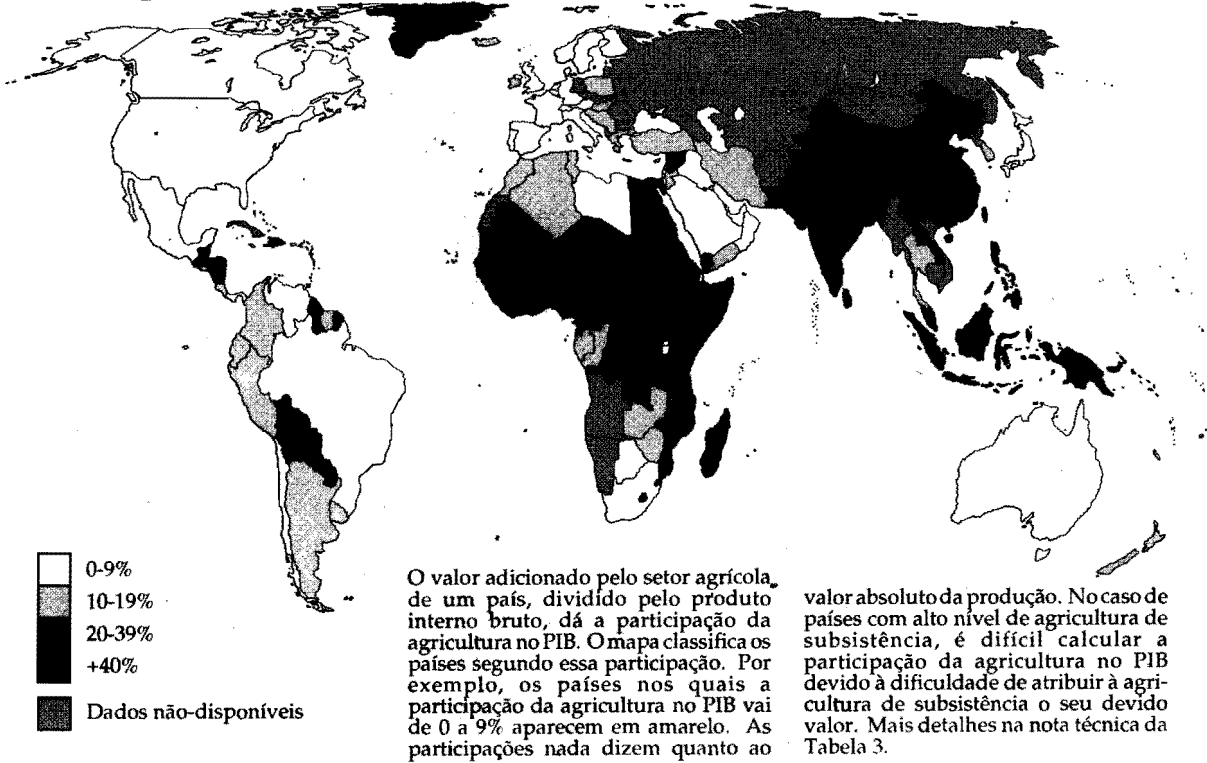 0-9%
10-19%
20-39%
+40%
Dados não-disponíveis
O valor adicionado pelo setor agrícola,
de um país, dividido pelo produto
interno bruto, dá a participação da
agricultura no PIB. O mapa classifica os
países segundo essa participação. Por
exemplo, os países nos quais a
participação da agricultura no PIB vai
de 0 a 9% aparecem em amarelo. As
participações nada dizem quanto ao
valor absoluto da produção. No caso de
países com alto nível de agricultura de
subsistência, é difícil calcular a
participação da agricultura no PIB
devido à dificuldade de atribuir à agri-
cultura de subsistência o seu devido
valor. Mais detalhes na nota técnica da
Tabela 3.